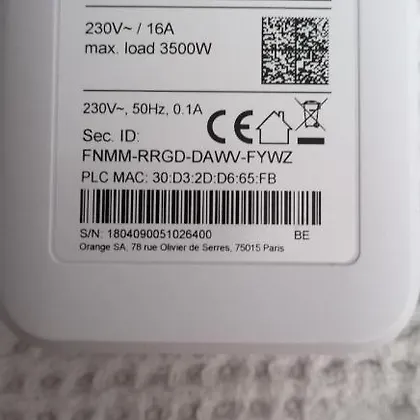 230V~ / 16A
max. load 3500W
230V~, 50Hz, 0.1A
Sec. ID:
CE
FNMM-RRGD-DAWV-FYWZ
PLC MAC: 30:D3:2D:D6:65:FB
S/N: 1804090051026400 BE
Orange SA, 78 rue Olivier de Serres, 75015 Paris